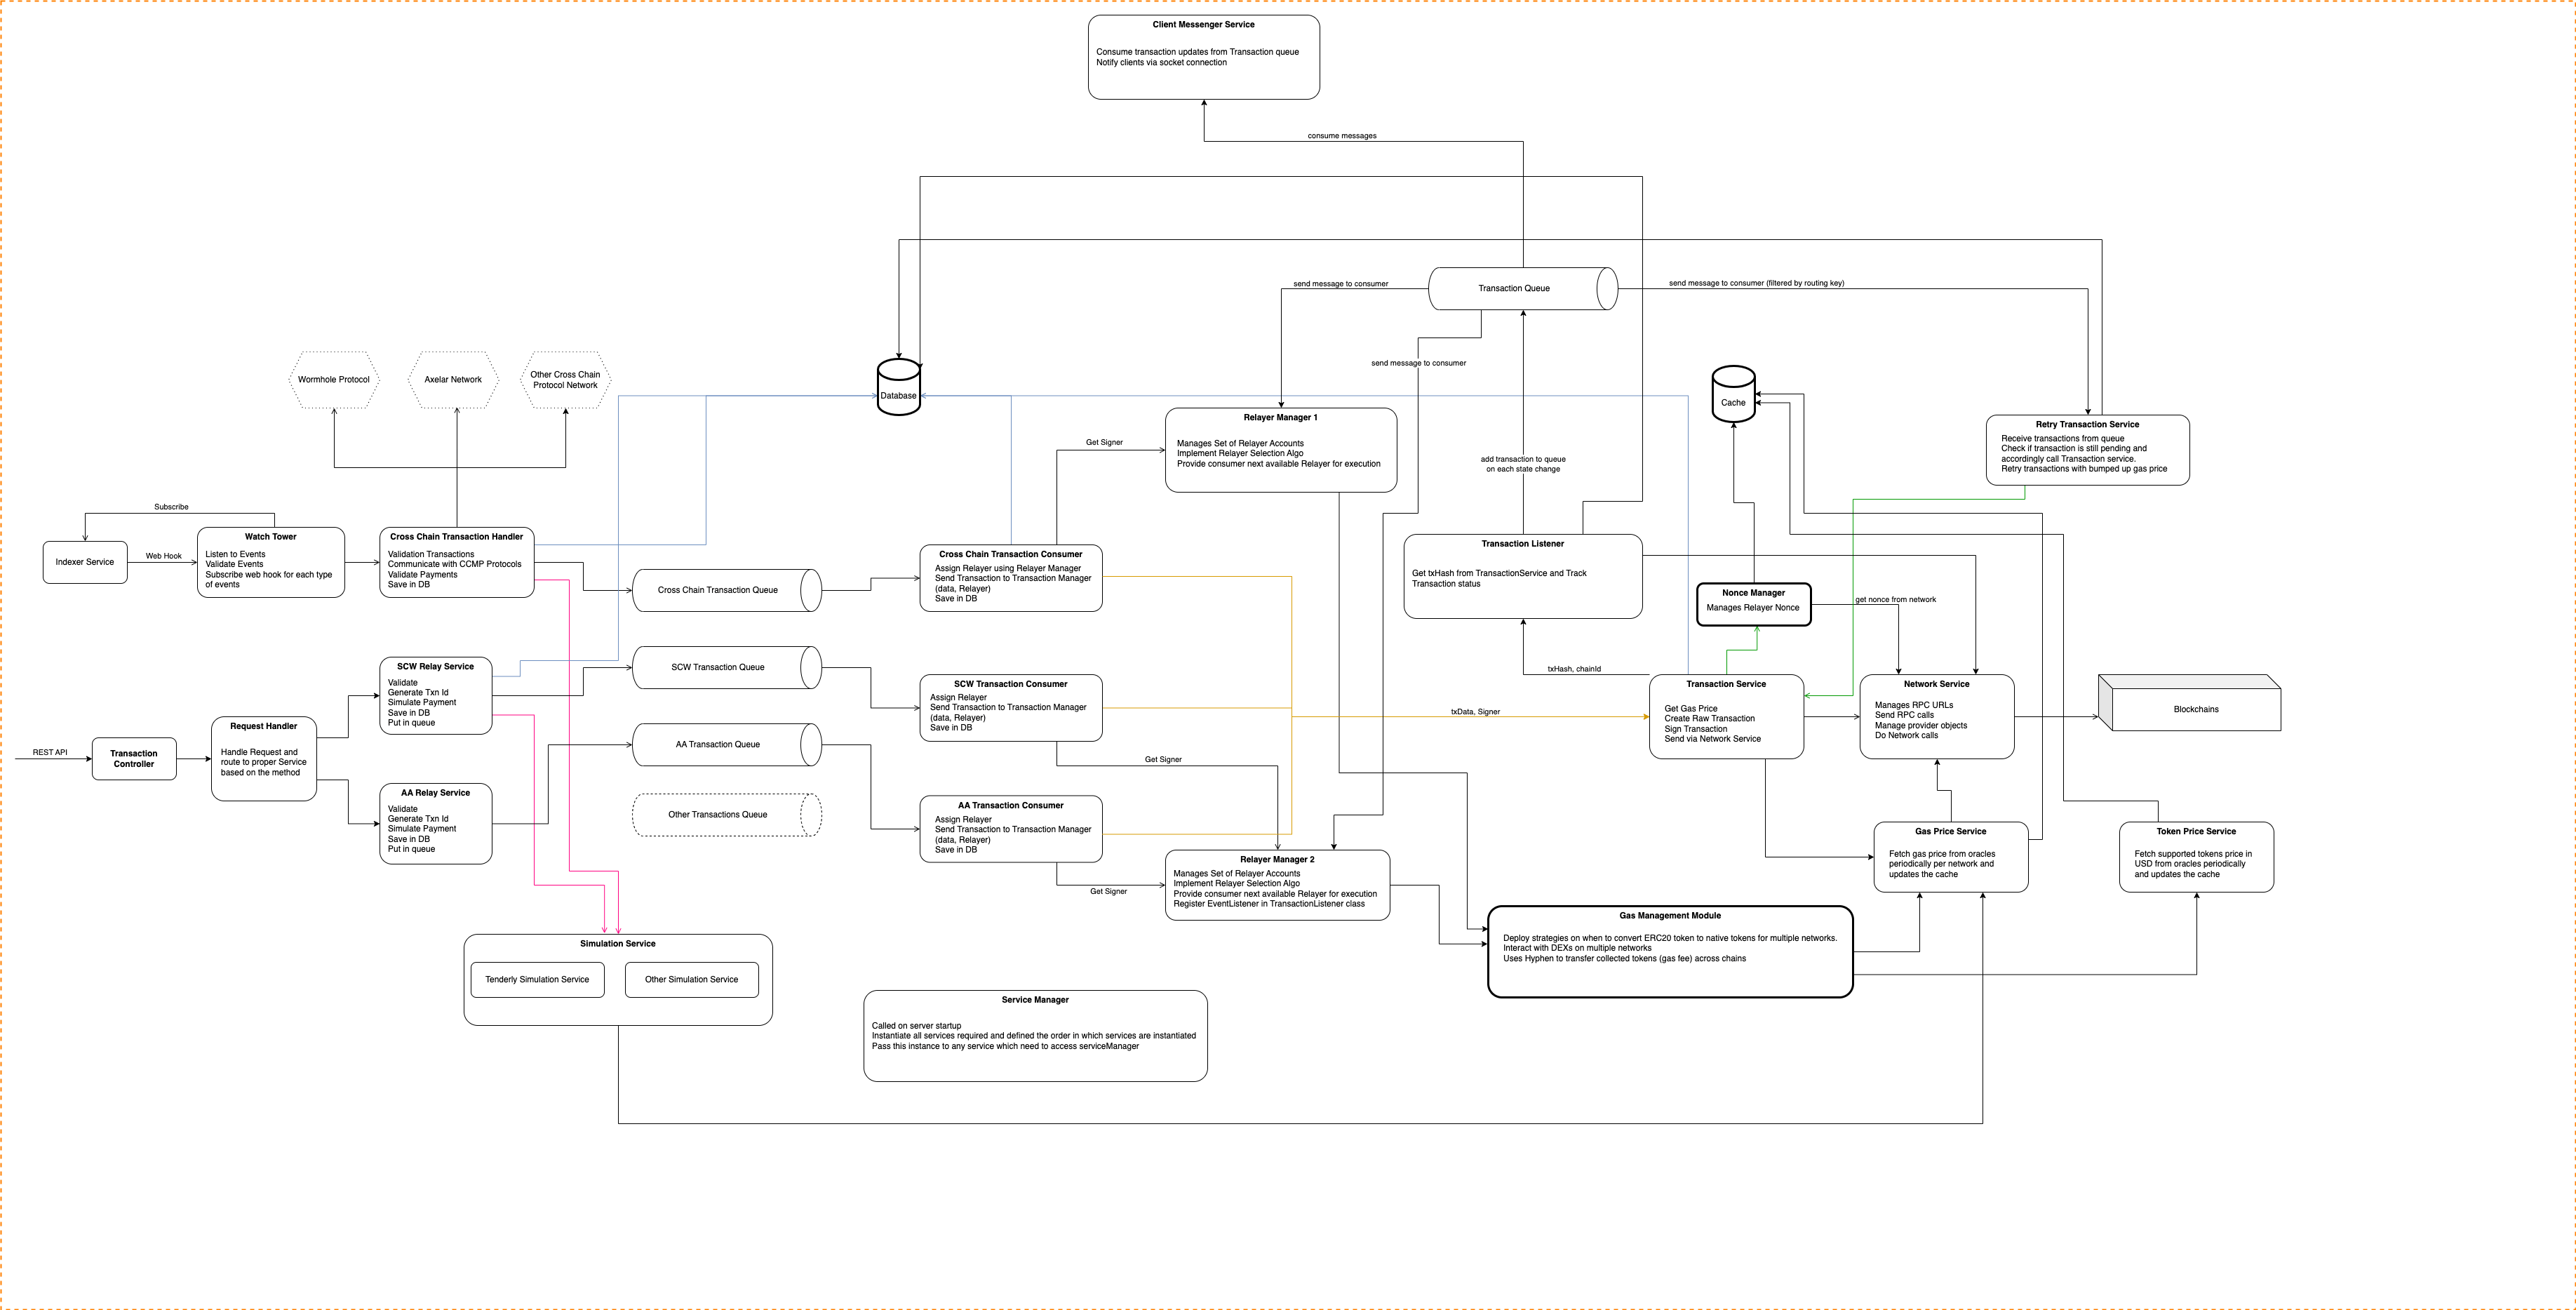 Client Messenger Service
Consume transaction updates from Transaction queue
Notify clients via socket connection
consume messages
send message to consumer
Transaction Queue
send message to consumer (filtered by routing key)
send message to consumer
Wormhole Protocol
Axelar Network
Other Cross Chain
Protocol Network
Database
Cache
Relayer Manager 1
Manages Set of Relayer Accounts
Implement Relayer Selection Algo
Provide consumer next available Relayer for execution
Get Signer
add transaction to queue
on each state change
Retry Transaction Service
Receive transactions from queue
Check if transaction is still pending and
accordingly call Transaction service.
Retry transactions with bumped up gas price
Subscribe
Indexer Service
Web Hook
Watch Tower
Listen to Events
Validate Events
Subscribe web hook for each type
of events
Cross Chain Transaction Handler
Validation Transactions
Communicate with CCMP Protocols
Validate Payments
Save in DB
Cross Chain Transaction Queue
Cross Chain Transaction Consumer
Assign Relayer using Relayer Manager
Send Transaction to Transaction Manager
(data, Relayer)
Save in DB
Transaction Listener
Get txHash from TransactionService and Track
Transaction status
Nonce Manager
Manages Relayer Nonce
get nonce from network
txHash, chainId
SCW Relay Service
Validate
Generate Txn Id
Simulate Payment
Save in DB
Put in queue
SCW Transaction Queue
SCW Transaction Consumer
Assign Relayer
Send Transaction to Transaction Manager
(data, Relayer)
Save in DB
txData, Signer
Transaction Service
Get Gas Price
Create Raw Transaction
Sign Transaction
Send via Network Service
Network Service
Manages RPC URLs
Send RPC calls
Manage provider objects
Do Network calls
Blockchains
REST API
Transaction
Controller
Request Handler
Handle Request and
route to proper Service
based on the method
AA Transaction Queue
Get Signer
AA Relay Service
Validate
Generate Txn Id
Simulate Payment
Save in DB
Put in queue
Other Transactions Queue
AA Transaction Consumer
Assign Relayer
Send Transaction to Transaction Manager
(data, Relayer)
Save in DB
Get Signer
Relayer Manager 2
Manages Set of Relayer Accounts
Implement Relayer Selection Algo
Provide consumer next available Relayer for execution
Register EventListener in TransactionListener class
Gas Price Service
Fetch gas price from oracles
periodically per network and
updates the cache
Token Price Service
Fetch supported tokens price in
USD from oracles periodically
and updates the cache
Gas Management Module
Deploy strategies on when to convert ERC20 token to native tokens for multiple networks.
Interact with DEXs on multiple networks
Uses Hyphen to transfer collected tokens (gas fee) across chains
Simulation Service
Tenderly Simulation Service
Other Simulation Service
Service Manager
Called on server startup
Instantiate all services required and defined the order in which services are instantiated
Pass this instance to any service which need to access serviceManager